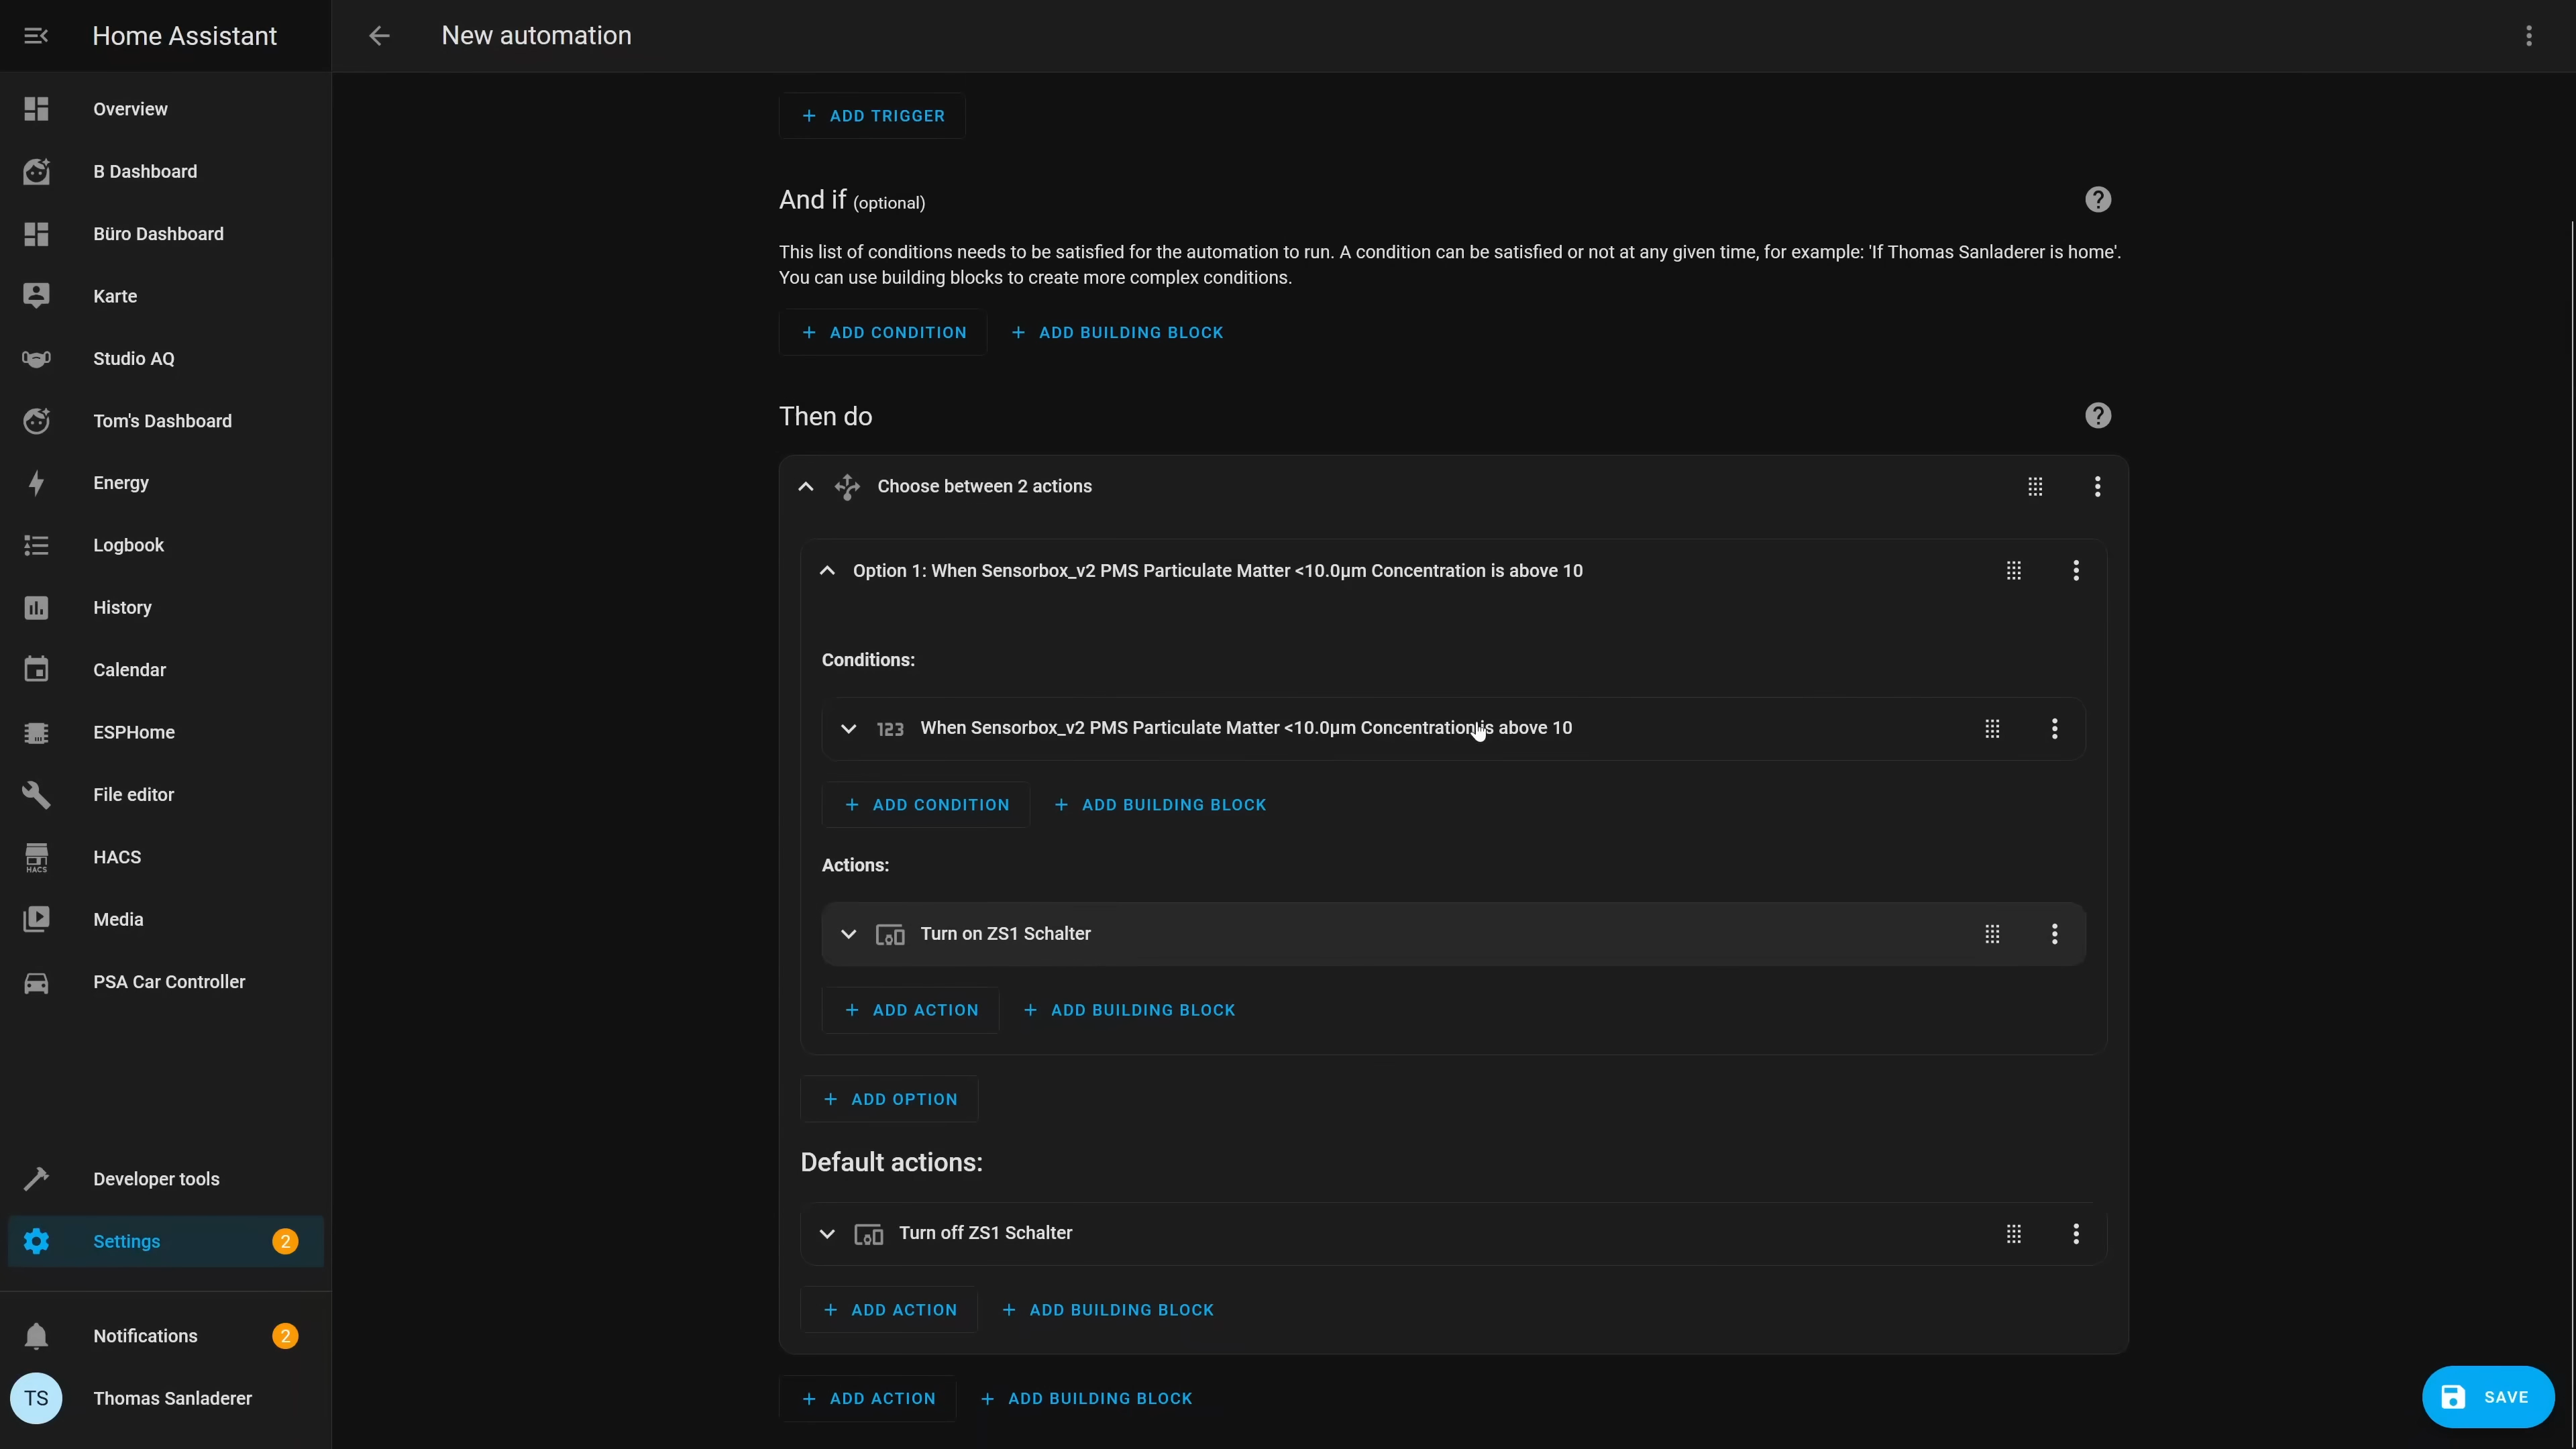 Home Assistant
New automation
Overview
B Dashboard
Büro Dashboard
Karte
Studio AQ
Tom's Dashboard
Energy
Logbook
History
Calendar
ESPHome
File editor
HACS
HACS
Media
PSA Car Controller
Developer tools
Settings 2
Notifications 2
TS Thomas Sanladerer
+ ADD TRIGGER
And if (optional)
This list of conditions needs to be satisfied for the automation to run. A condition can be satisfied or not at any given time, for example: 'If Thomas Sanladerer is home'.
You can use building blocks to create more complex conditions.
+ ADD CONDITION + ADD BUILDING BLOCK
Then do
Choose between 2 actions
Option 1: When Sensorbox_v2 PMS Particulate Matter <10.0µm Concentration is above 10
Conditions:
123 When Sensorbox_v2 PMS Particulate Matter <10.0µm Concentration is above 10
+ ADD CONDITION + ADD BUILDING BLOCK
Actions:
Turn on ZS1 Schalter
+ ADD ACTION + ADD BUILDING BLOCK
+ ADD OPTION
Default actions:
Turn off ZS1 Schalter
+ ADD ACTION + ADD BUILDING BLOCK
+ ADD ACTION + ADD BUILDING BLOCK
SAVE